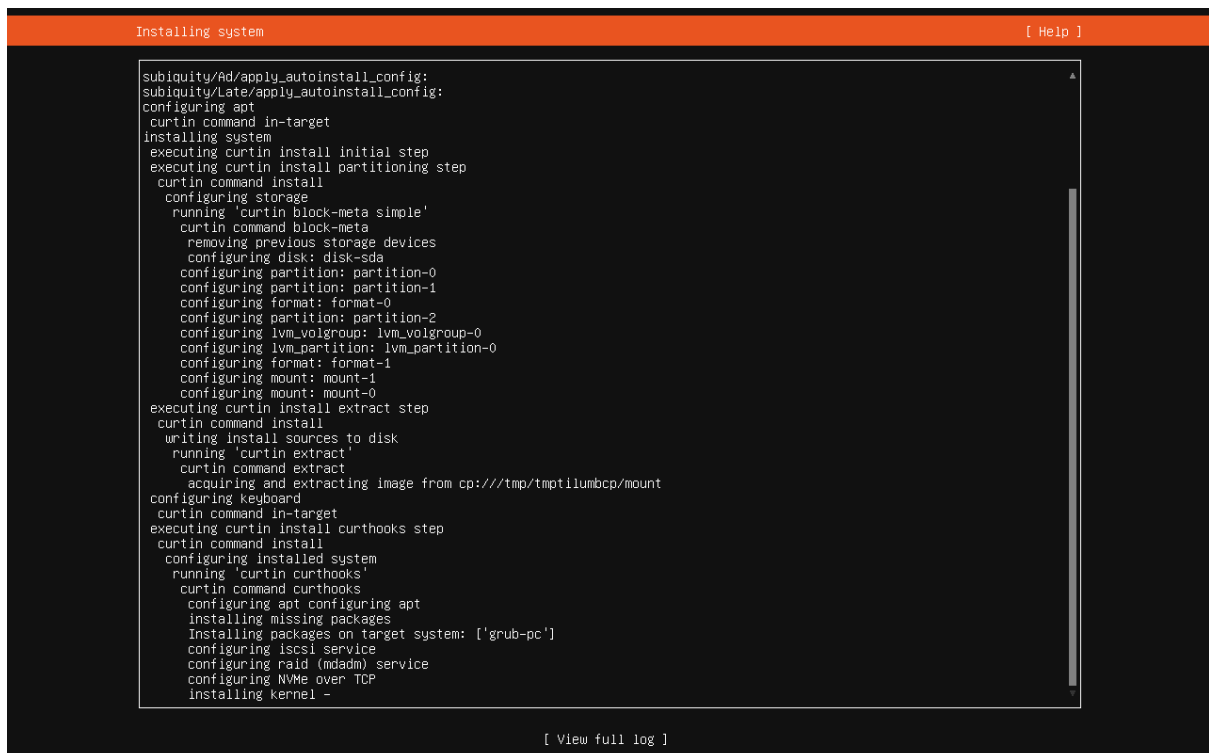 Installing system [ Help ]
subiquity/Ad/apply_autoinstall_config:
subiquity/Late/apply_autoinstall_config:
configuring apt
curtin command in-target
installing system
executing curtin install initial step
executing curtin install partitioning step
curtin command install
configuring storage
running 'curtin block-meta simple'
curtin command block-meta
removing previous storage devices
configuring disk: disk-sda
configuring partition: partition-0
configuring partition: partition-1
configuring format: format-0
configuring partition: partition-2
configuring lvm_volgroup: lvm_volgroup-0
configuring lvm_partition: lvm_partition-0
configuring format: format-1
configuring mount: mount-1
configuring mount: mount-0
executing curtin install extract step
curtin command install
writing install sources to disk
running 'curtin extract'
curtin command extract
acquiring and extracting image from cp:///tmp/tmptilumbcp/mount
configuring keyboard
curtin command in-target
executing curtin install curthooks step
curtin command install
configuring installed system
running 'curtin curthooks'
curtin command curthooks
configuring apt configuring apt
installing missing packages
Installing packages on target system: ['grub-pc']
configuring iscsi service
configuring raid (mdadm) service
configuring NVMe over TCP
installing kernel -
[ View full log ]